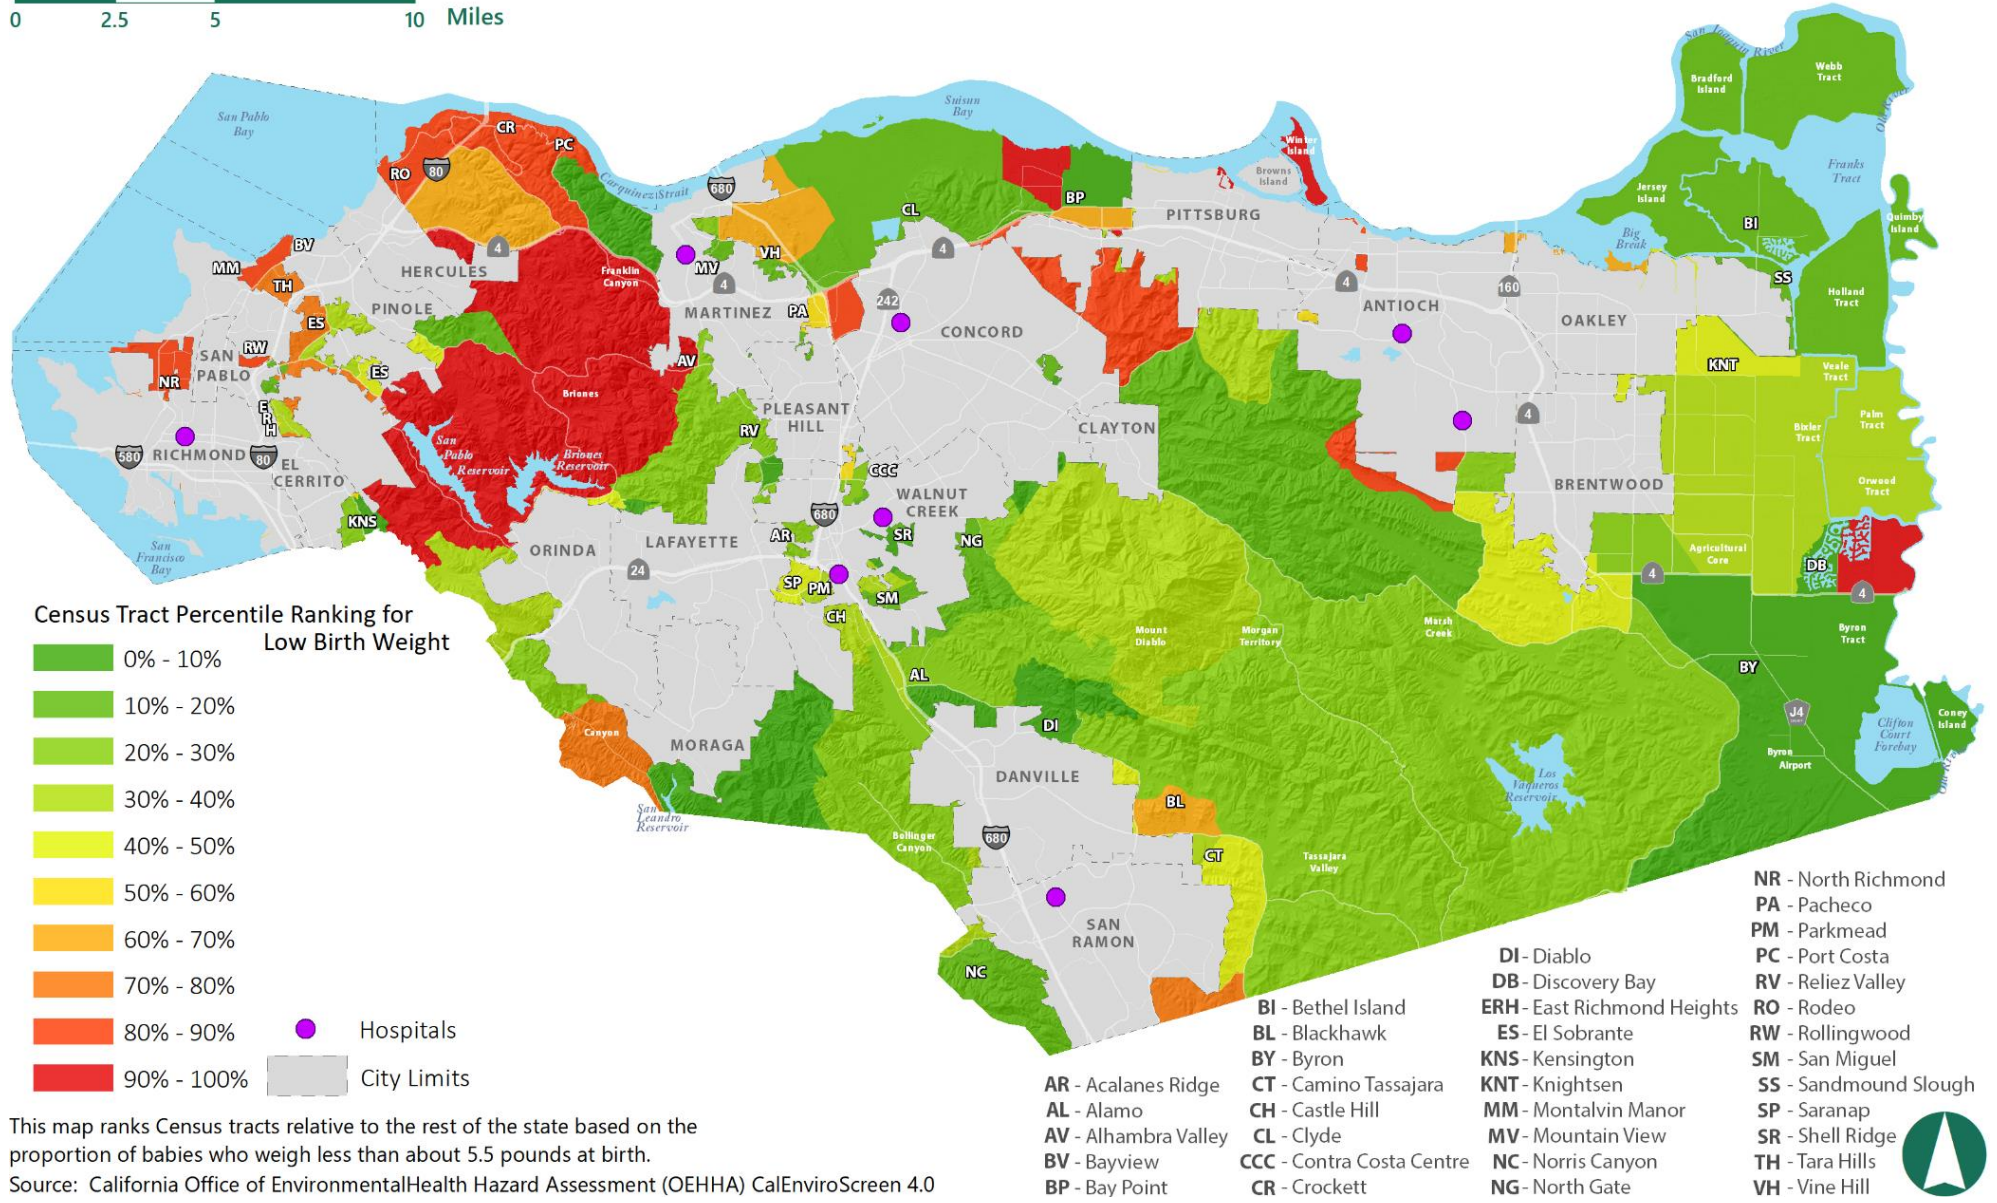 0 2.5 5 10 Miles
San Joaquin River
Webb
Tract
Bradford
Island
Old River
San Pablo
Bay
Suisun
Bay
CR
PC
RO
80
Carquinez Strait
680
Winter
Island
Browns
Island
Franks
Tract
Jersey
Island
BP
CL
PITTSBURG
BI
Quimby
Island
Big
Break
BV
MM
TH
4
HERCULES
Franklin
Canyon
MV
VH
4
4
SS
4
160
Holland
Tract
PINOLE
ES
MARTINEZ
PA
242
CONCORD
ANTIOCH
OAKLEY
RW
SAN
PABLO
NR
ES
AV
Briones
KNT
Veale
Tract
E
R
H
PLEASANT
HILL
RV
CLAYTON
4
Palm
Tract
Bixler
Tract
580
RICHMOND
80
EL
CERRITO
San
Pablo
Reservoir
Briones
Reservoir
CCC
WALNUT
CREEK
BRENTWOOD
Orwood
Tract
KNS
680
AR
SR
NG
San
Francisco
Bay
ORINDA
LAFAYETTE
24
SP
PM
SM
CH
Agricultural
Core
4
DB
4
Mount
Diablo
Morgan
Territory
Marsh
Creek
Byron
Tract
BY
AL
DI
J4
Coney
Island
Clifton
Court
Forebay
Old River
Byron
Airport
Canyon
MORAGA
San
Leandro
Reservoir
DANVILLE
BL
Los
Vaqueros
Reservoir
680
Bollinger
Canyon
CT
Tassajara
Valley
SAN
RAMON
NC
Census Tract Percentile Ranking for
Low Birth Weight
0% - 10%
10% - 20%
20% - 30%
30% - 40%
40% - 50%
50% - 60%
60% - 70%
70% - 80%
80% - 90%
90% - 100%
Hospitals
City Limits
This map ranks Census tracts relative to the rest of the state based on the
proportion of babies who weigh less than about 5.5 pounds at birth.
Source: California Office of EnvironmentalHealth Hazard Assessment (OEHHA) CalEnviroScreen 4.0
AR - Acalanes Ridge
AL - Alamo
AV - Alhambra Valley
BV - Bayview
BP - Bay Point
BI - Bethel Island
BL - Blackhawk
BY - Byron
CT - Camino Tassajara
CH - Castle Hill
CL - Clyde
CCC - Contra Costa Centre
CR - Crockett
DI - Diablo
DB - Discovery Bay
ERH - East Richmond Heights
ES - El Sobrante
KNS - Kensington
KNT - Knightsen
MM - Montalvin Manor
MV - Mountain View
NC - Norris Canyon
NG - North Gate
NR - North Richmond
PA - Pacheco
PM - Parkmead
PC - Port Costa
RV - Reliez Valley
RO - Rodeo
RW - Rollingwood
SM - San Miguel
SS - Sandmound Slough
SP - Saranap
SR - Shell Ridge
TH - Tara Hills
VH - Vine Hill